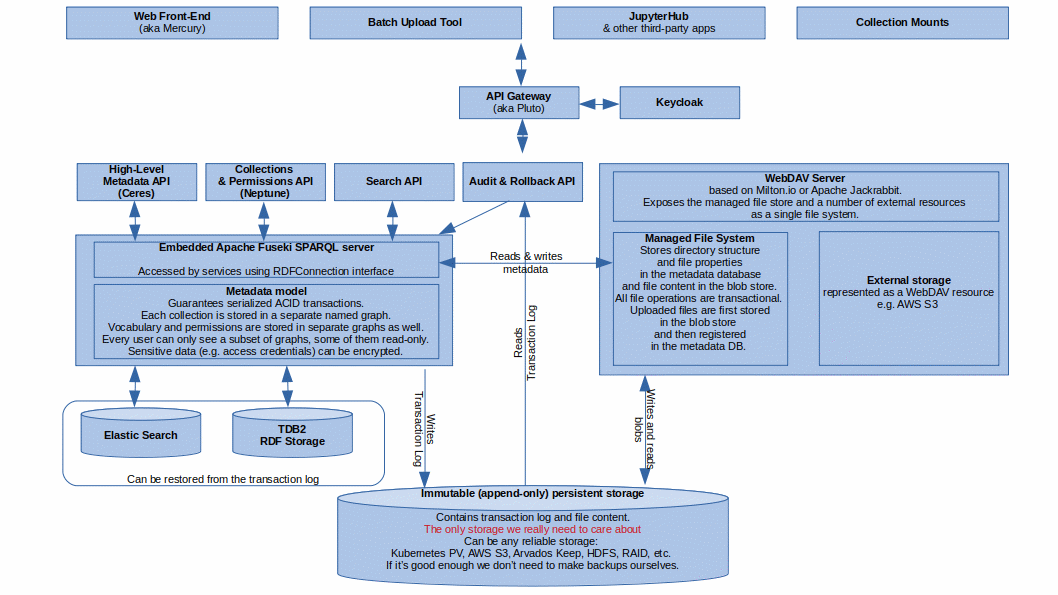 Web Front-End
(aka Mercury)
Batch Upload Tool
JupyterHub
& other third-party apps
Collection Mounts
API Gateway
(aka Pluto)
Keycloak
High-Level
Metadata API
(Ceres)
Collections
& Permissions API
(Neptune)
Search API
Audit & Rollback API
WebDAV Server
based on Milton.io or Apache Jackrabbit.
Exposes the managed file store and a number of external resources
as a single file system.
Embedded Apache Fuseki SPARQL server
Accessed by services using RDFConnection interface
Reads & writes
metadata
Managed File System
Stores directory structure
and file properties
in the metadata database
and file content in the blob store.
All file operations are transactional.
Uploaded files are first stored
in the blob store
and then registered
in the metadata DB.
External storage
represented as a WebDAV resource
e.g. AWS S3
Metadata model
Guarantees serialized ACID transactions.
Each collection is stored in a separate named graph.
Vocabulary and permissions are stored in separate graphs as well.
Every user can only see a subset of graphs, some of them read-only.
Sensitive data (e.g. access credentials) can be encrypted.
Reads
Transaction Log
Writes
Transaction Log
Writes and reads
blobs
Elastic Search
TDB2
RDF Storage
Can be restored from the transaction log
Immutable (append-only) persistent storage
Contains transaction log and file content.
The only storage we really need to care about
Can be any reliable storage:
Kubernetes PV, AWS S3, Arvados Keep, HDFS, RAID, etc.
If it's good enough we don't need to make backups ourselves.